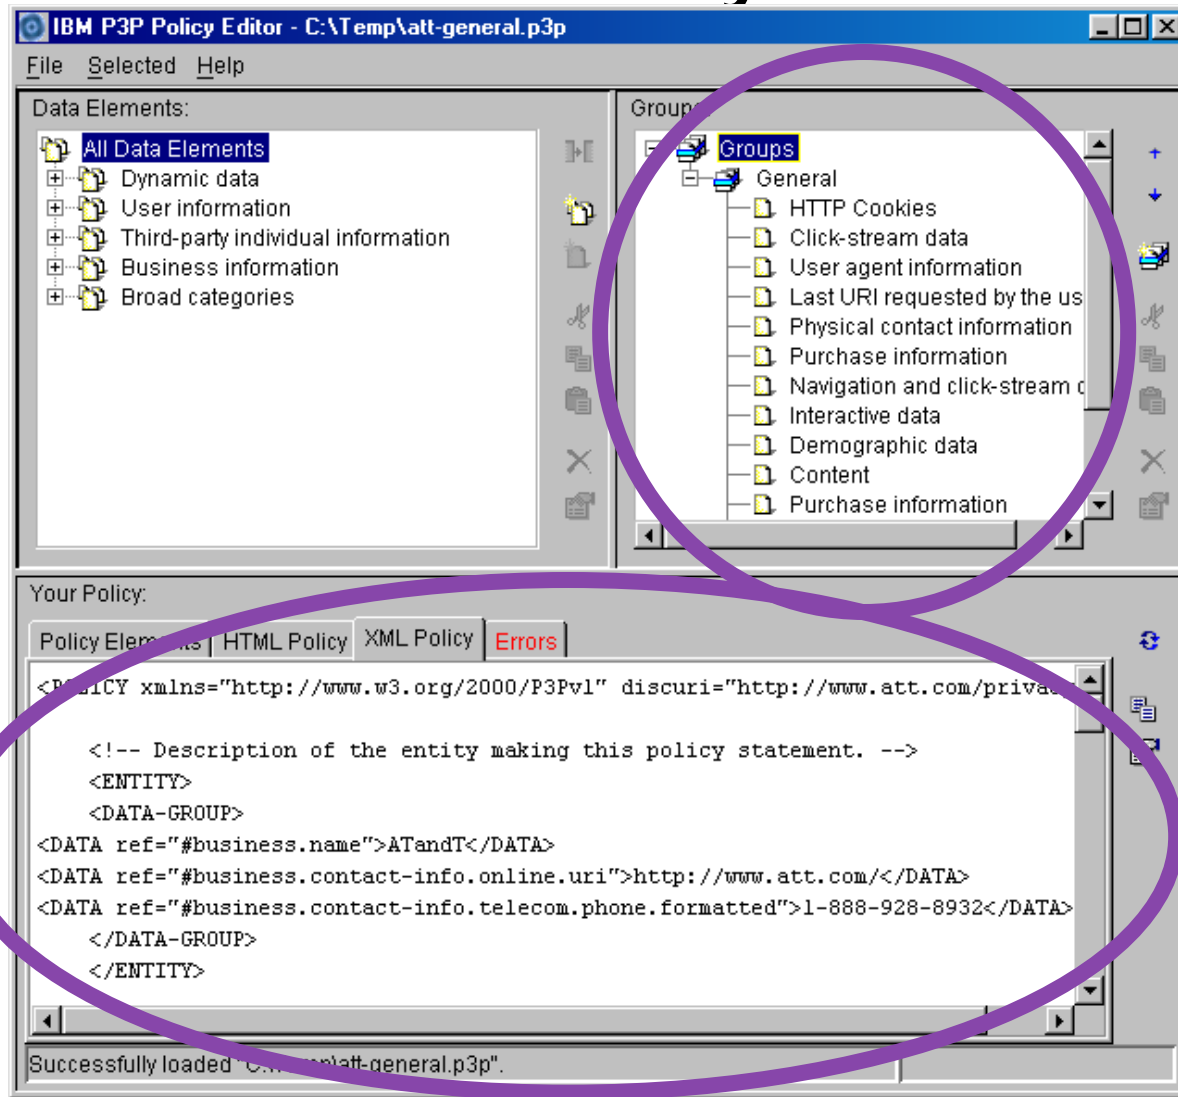 IBM P3P Policy Editor - C:\Temp\att-general.p3p
File Selected Help
Data Elements:
All Data Elements
Dynamic data
User information
Third-party individual information
Business information
Broad categories
Groups
Groups
General
HTTP Cookies
Click-stream data
User agent information
Last URI requested by the us
Physical contact information
Purchase information
Navigation and click-stream
Interactive data
Demographic data
Content
Purchase information
Your Policy:
Policy Elements HTML Policy XML Policy Errors
<POLICY xmlns="http://www.w3.org/2000/P3Pv1" discuri="http://www.att.com/privac
<!-- Description of the entity making this policy statement. -->
<ENTITY>
<DATA-GROUP>
<DATA ref="#business.name">ATandT</DATA>
<DATA ref="#business.contact-info.online.uri">http://www.att.com/</DATA>
<DATA ref="#business.contact-info.telecom.phone.formatted">1-888-928-8932</DATA>
</DATA-GROUP>
</ENTITY>
Successfully loaded "C:\Temp\att-general.p3p".